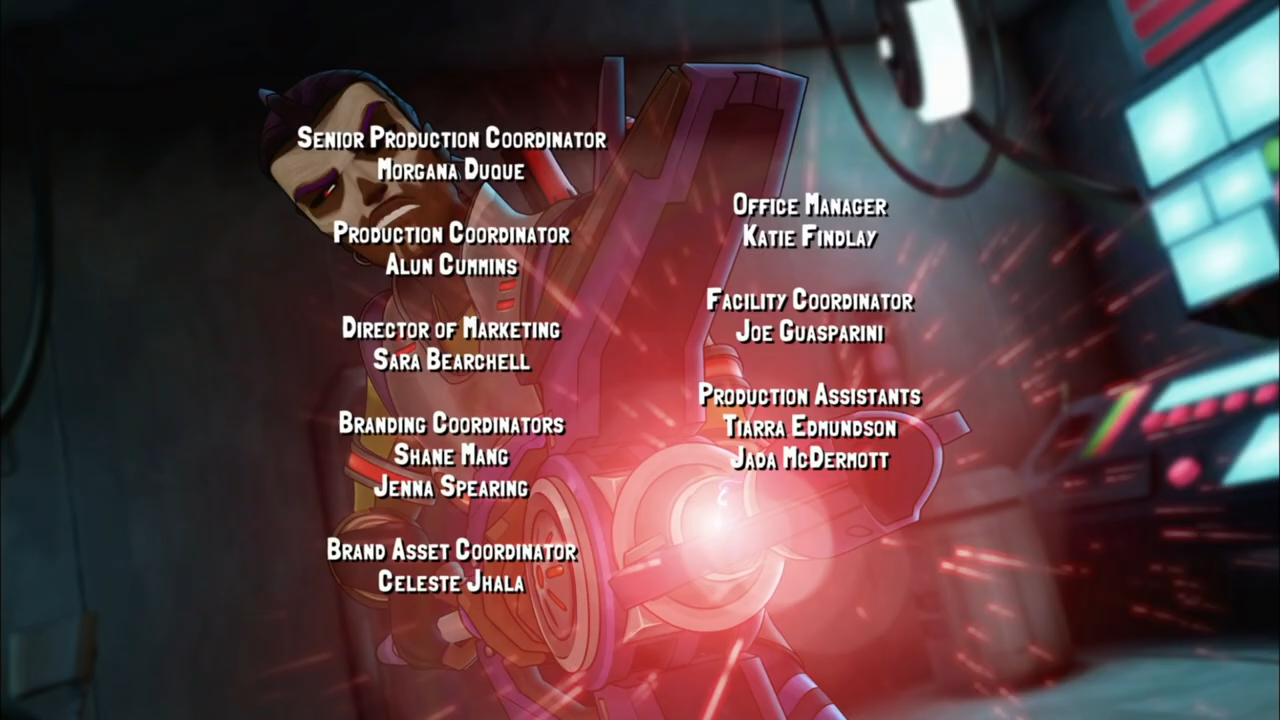 Senior Production Coordinator
Morgana Duque
Production Coordinator
Alun Cummins
Director of Marketing
Sara Bearchell
Branding Coordinators
Shane Mang
Jenna Spearing
Brand Asset Coordinator
Celeste Jhala
Office Manager
Katie Findlay
Facility Coordinator
Joe Guasparini
Production Assistants
Tiarra Edmundson
Jada McDermott